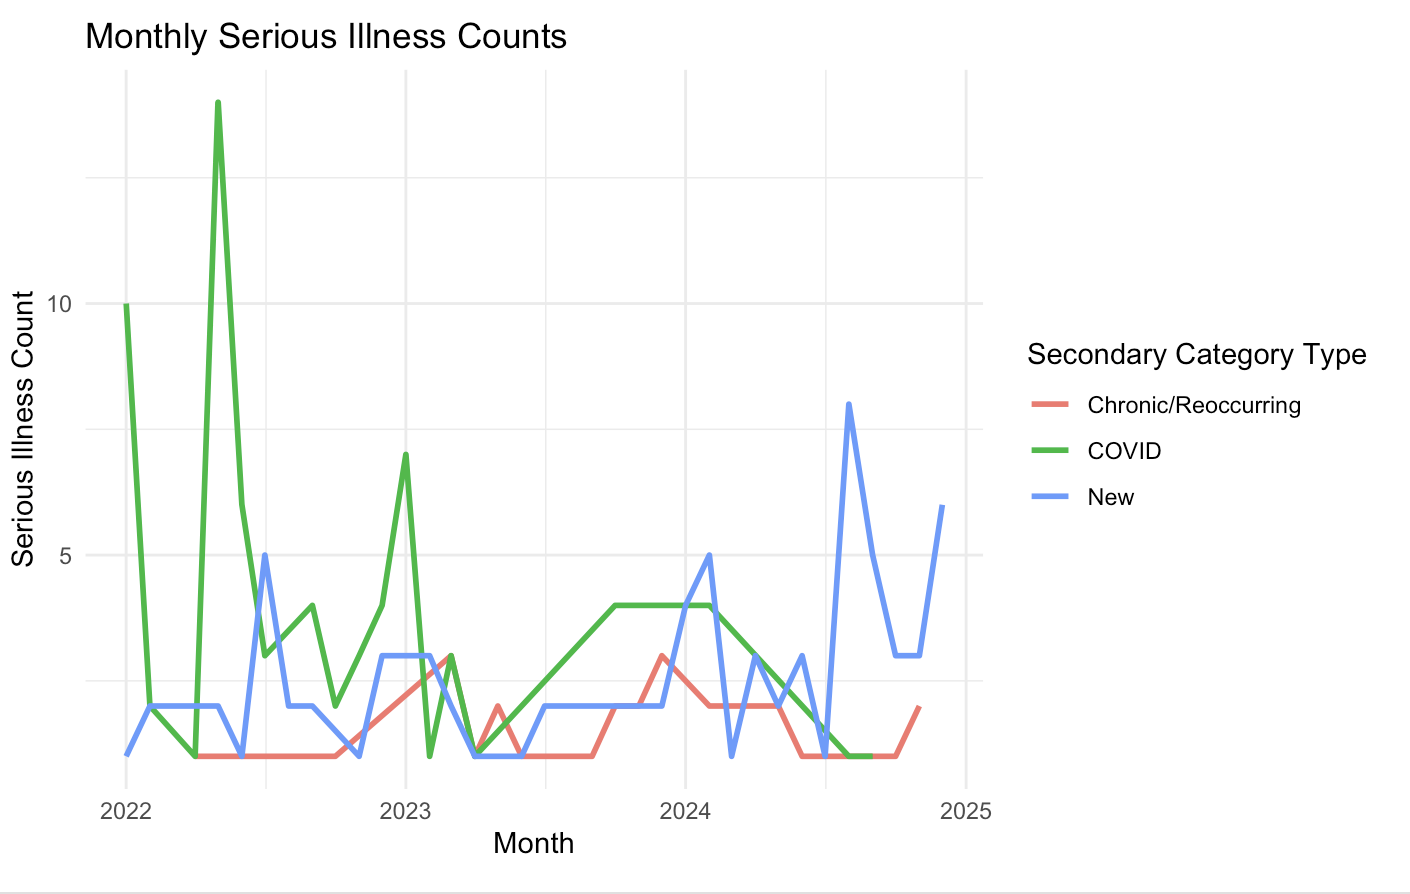 Monthly Serious Illness Counts
Serious Illness Count
10
5
2022
2023
2024
2025
Month
Secondary Category Type
Chronic/Reoccurring
COVID
New